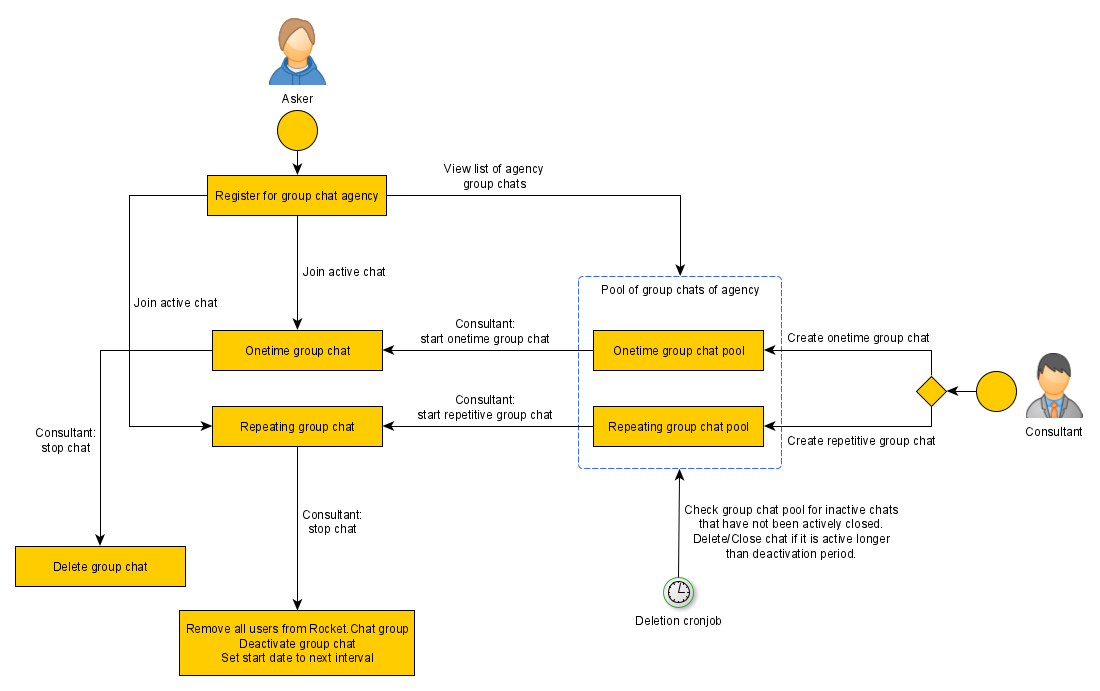 Asker
View list of agency
group chats
Register for group chat agency
Join active chat
Join active chat
Pool of group chats of agency
Consultant:
start onetime group chat
Create onetime group chat
Onetime group chat
Onetime group chat pool
Consultant:
start repetitive group chat
Repeating group chat
Repeating group chat pool
Create repetitive group chat
Consultant
Consultant:
stop chat
Consultant:
stop chat
Check group chat pool for inactive chats
that have not been actively closed.
Delete/Close chat if it is active longer
than deactivation period.
Delete group chat
Deletion cronjob
Remove all users from Rocket.Chat group
Deactivate group chat
Set start date to next interval